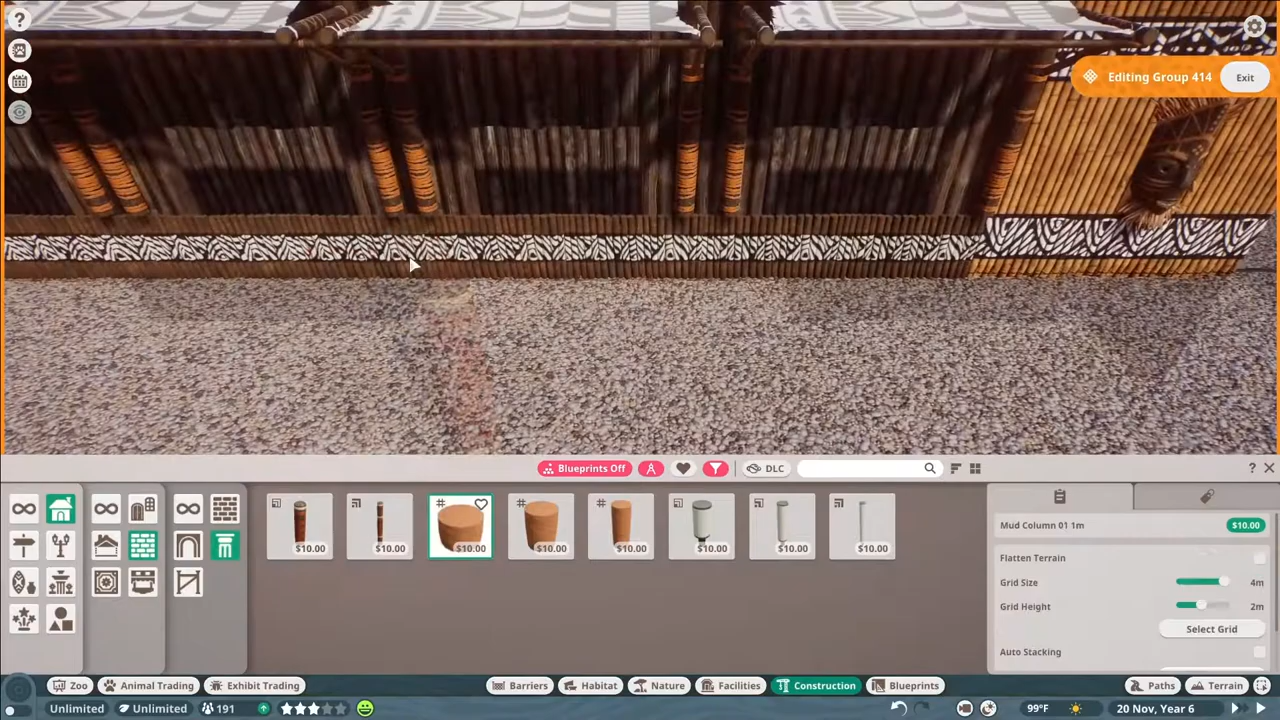 ?
Editing Group 414
Exit
Blueprints Off
DLC
?
$10.00
$10.00
$10.00
$10.00
$10.00
$10.00
$10.00
$10.00
Mud Column 01 1m
$10.00
Flatten Terrain
Grid Size
4m
Grid Height
2m
Select Grid
Auto Stacking
Zoo
Animal Trading
Exhibit Trading
Barriers
Habitat
Nature
Facilities
Construction
Blueprints
Paths
Terrain
Unlimited
Unlimited
191
99°F
20 Nov, Year 6